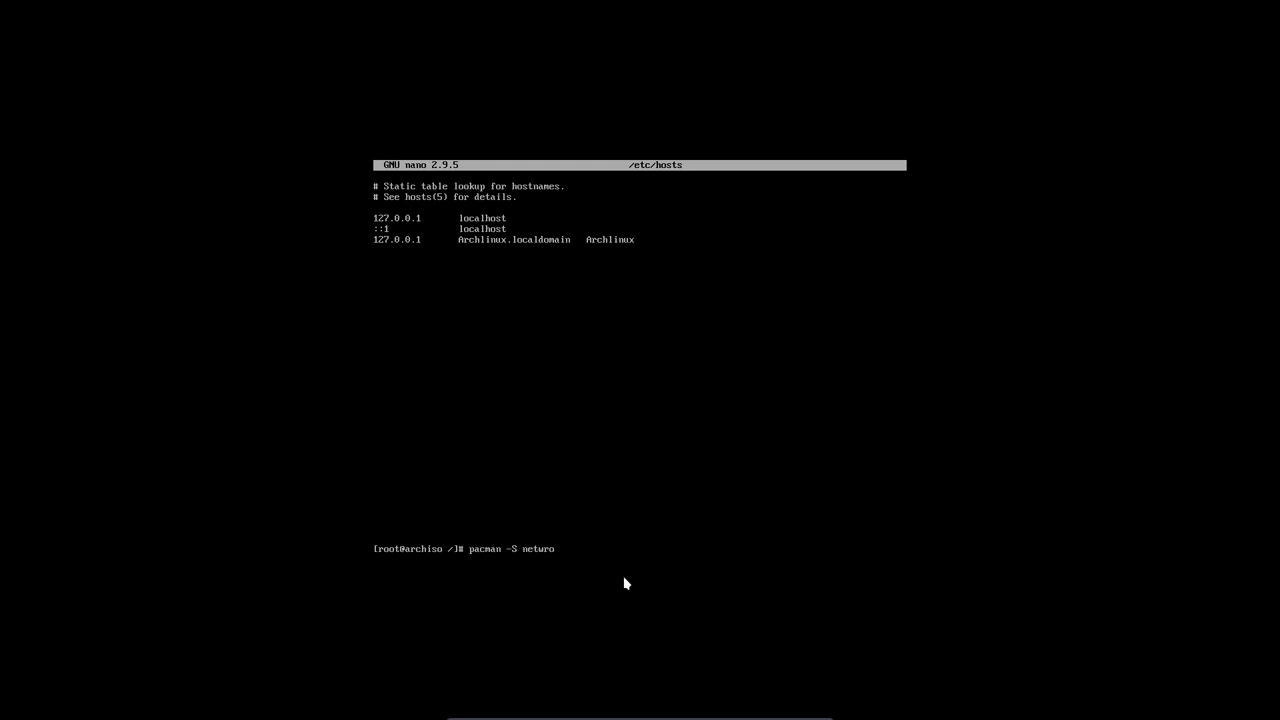 GNU nano 2.9.5 /etc/hosts
# Static table lookup for hostnames.
# See hosts(5) for details.
127.0.0.1 localhost
::1 localhost
127.0.0.1 Archlinux.localdomain Archlinux
[root@archiso /]# pacman -S netwro